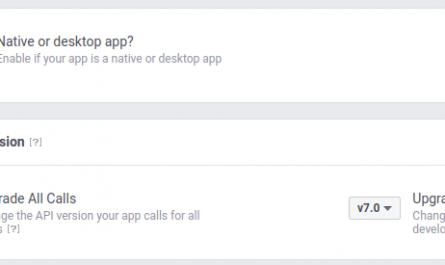 Native or desktop app?
Enable if your app is a native or desktop app
sion [?]
rade All Calls
nge the API version your app calls for all
s [?]
v7.0
Upgra
Chang
develo